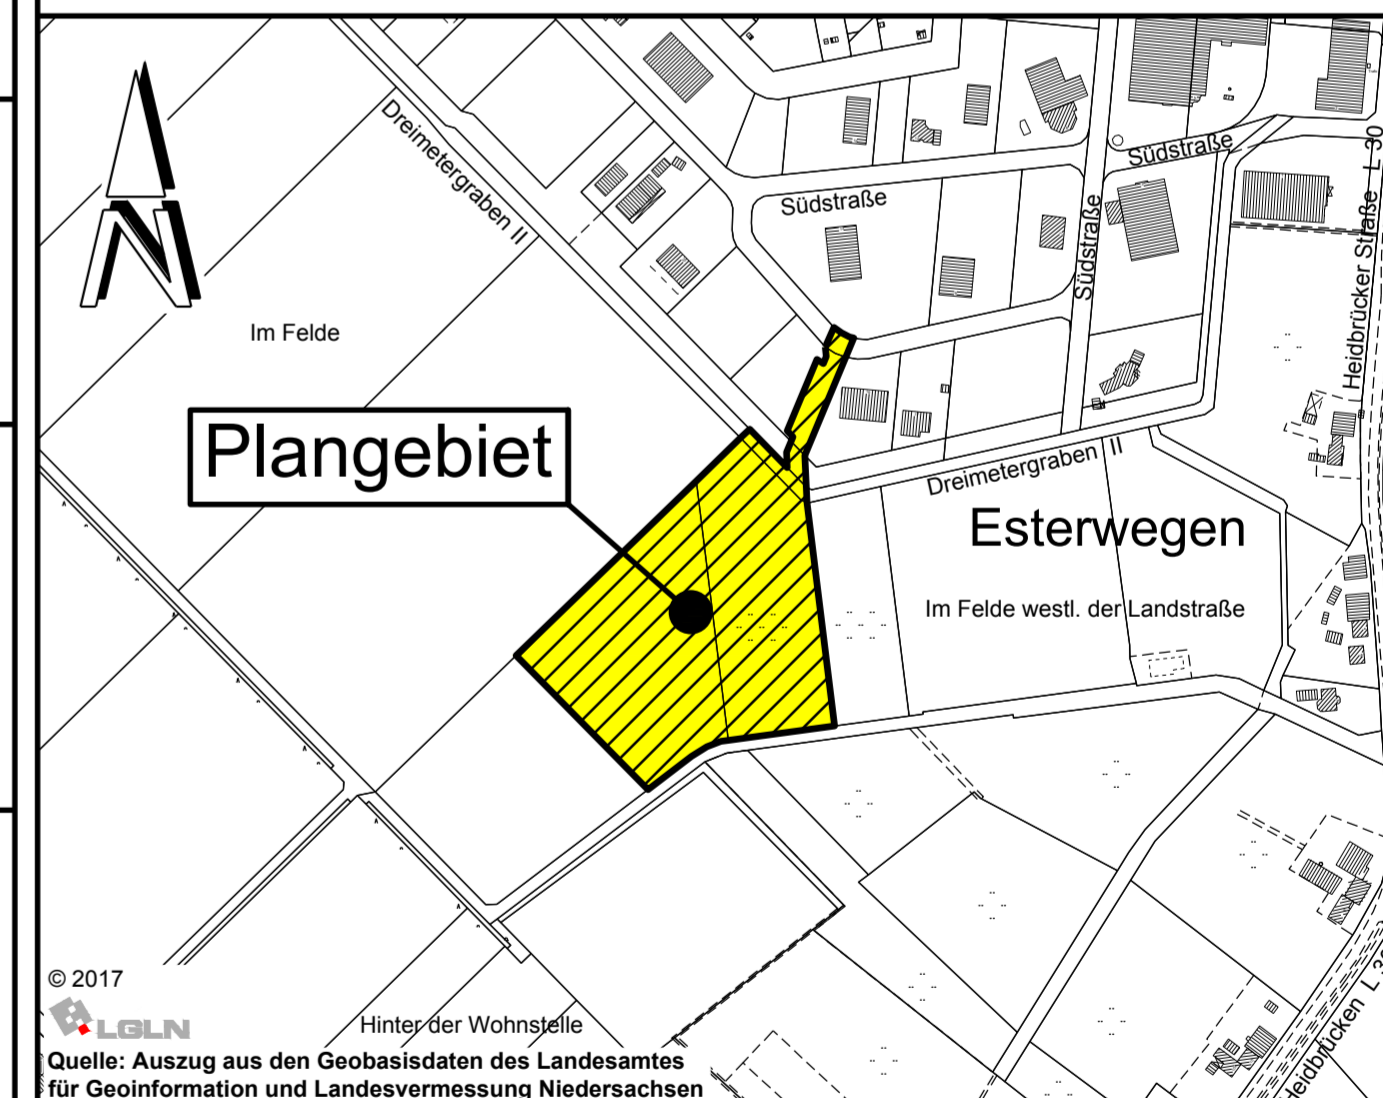 N
Dreimetergraben II
Südstraße
Südstraße
Südstraße
Heidbrücker Straße L 30
Im Felde
Plangebiet
Dreimetergraben II
Esterwegen
Im Felde westl. der Landstraße
© 2017
LGLN
Hinter der Wohnstelle
Heidbrücken L 30
Quelle: Auszug aus den Geobasisdaten des Landesamtes
für Geoinformation und Landesvermessung Niedersachsen